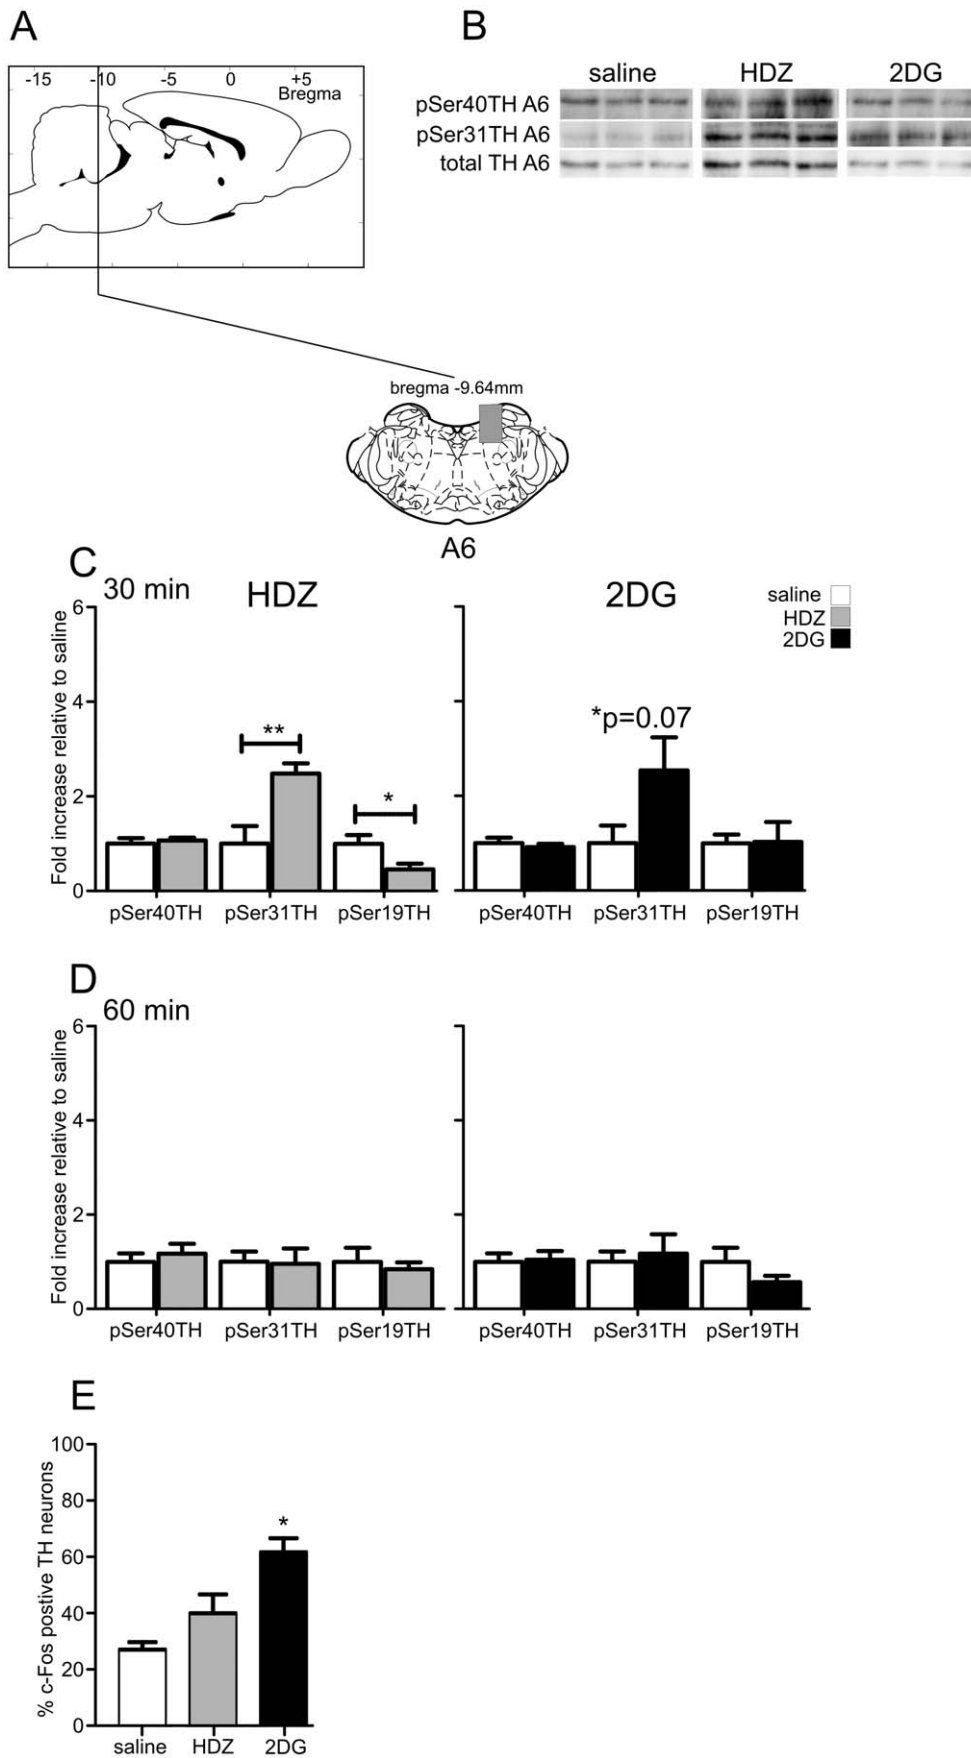 A
-15 -10 -5 0 +5
Bregma
B
saline HDZ 2DG
pSer40TH A6
pSer31TH A6
total TH A6
bregma -9.64mm
A6
C
30 min HDZ 2DG
saline
HDZ
2DG
Fold increase relative to saline
6
4
2
0
**
*
*p=0.07
pSer40TH pSer31TH pSer19TH pSer40TH pSer31TH pSer19TH
D
60 min
Fold increase relative to saline
6
4
2
0
pSer40TH pSer31TH pSer19TH pSer40TH pSer31TH pSer19TH
E
% c-Fos postive TH neurons
100
80
60
40
20
0
*
saline HDZ 2DG